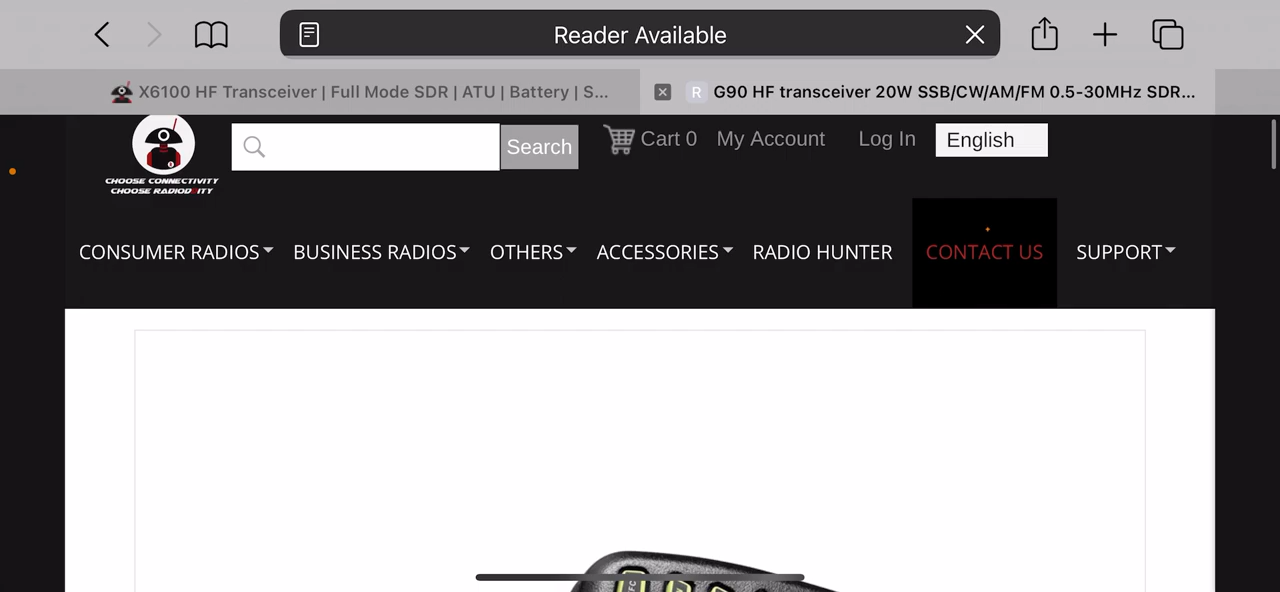 Reader Available
X6100 HF Transceiver | Full Mode SDR | ATU | Battery | S...
R G90 HF transceiver 20W SSB/CW/AM/FM 0.5-30MHz SDR...
CHOOSE CONNECTIVITY
CHOOSE RADIODDITY
Search
Cart 0
My Account
Log In
English
CONSUMER RADIOS
BUSINESS RADIOS
OTHERS
ACCESSORIES
RADIO HUNTER
CONTACT US
SUPPORT